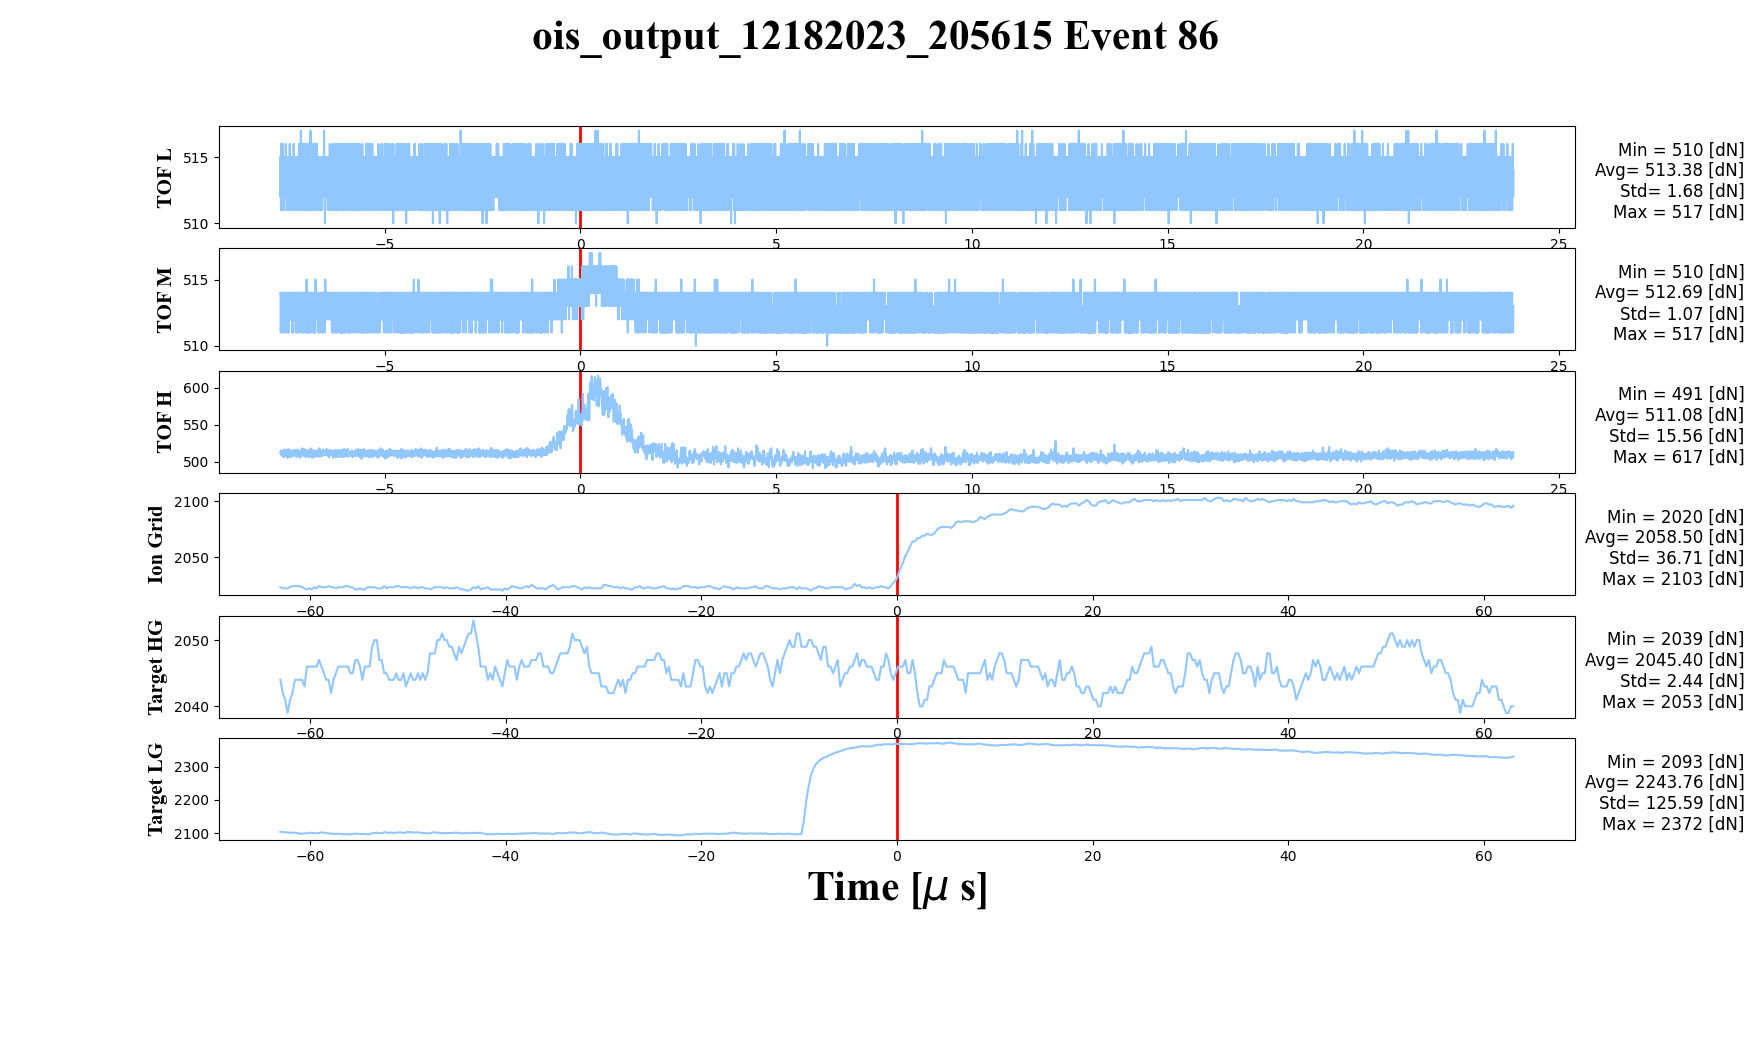 ois_output_12182023_205615 Event 86
TOF L
515
510
−5
0
5
10
15
20
25
Min = 510 [dN]
Avg= 513.38 [dN]
Std= 1.68 [dN]
Max = 517 [dN]
TOF M
515
510
−5
0
5
10
15
20
25
Min = 510 [dN]
Avg= 512.69 [dN]
Std= 1.07 [dN]
Max = 517 [dN]
TOF H
600
550
500
−5
0
5
10
15
20
25
Min = 491 [dN]
Avg= 511.08 [dN]
Std= 15.56 [dN]
Max = 617 [dN]
Ion Grid
2100
2050
−60
−40
−20
0
20
40
60
Min = 2020 [dN]
Avg= 2058.50 [dN]
Std= 36.71 [dN]
Max = 2103 [dN]
Target HG
2050
2040
−60
−40
−20
0
20
40
60
Min = 2039 [dN]
Avg= 2045.40 [dN]
Std= 2.44 [dN]
Max = 2053 [dN]
Target LG
2300
2200
2100
−60
−40
−20
0
20
40
60
Min = 2093 [dN]
Avg= 2243.76 [dN]
Std= 125.59 [dN]
Max = 2372 [dN]
Time [μ s]